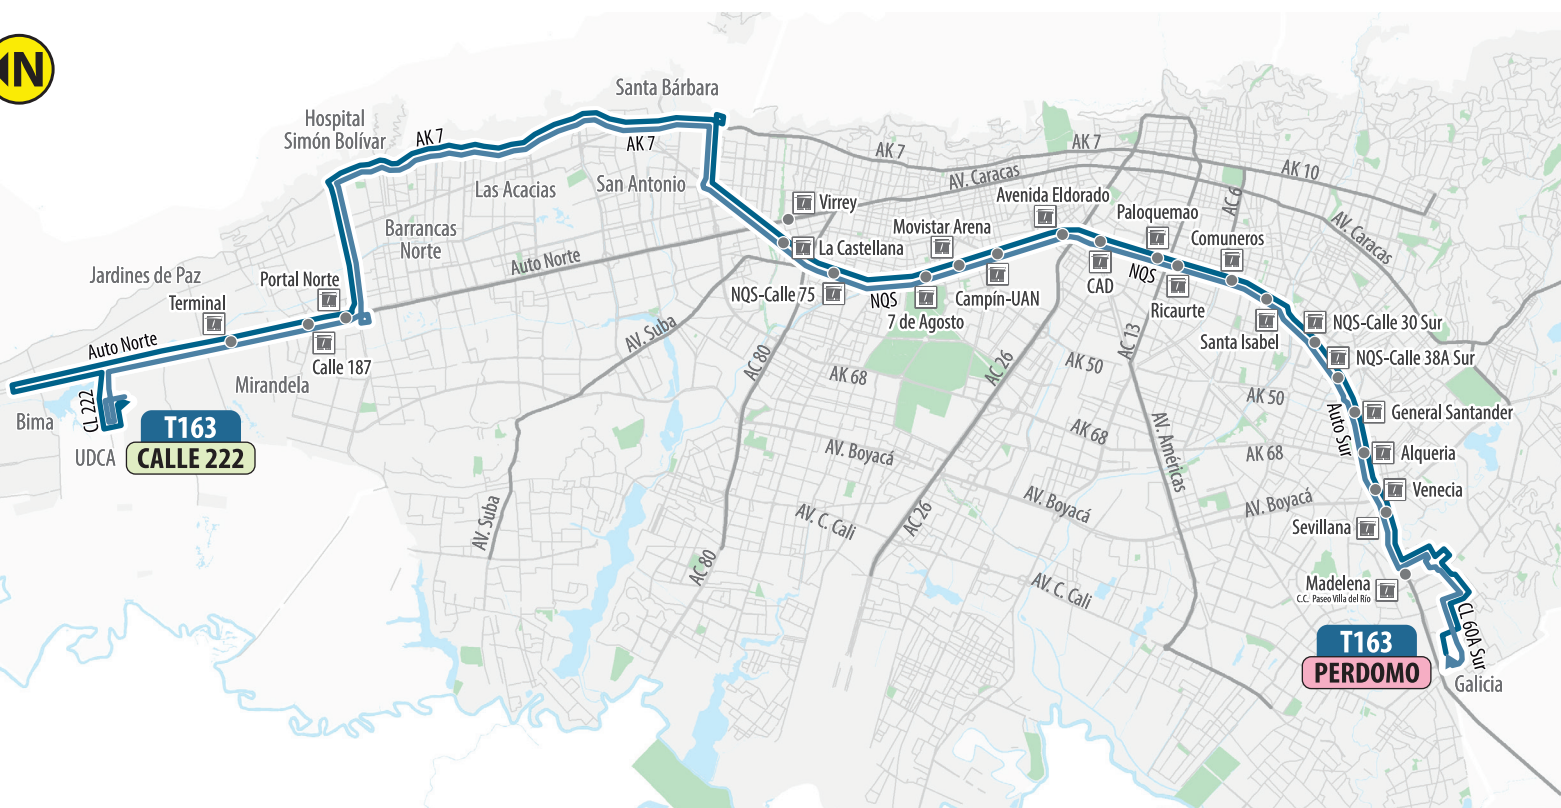 N
Santa Bárbara
Hospital
Simón Bolívar
AK 7
AK 7
AK 7
AK 7
AK 10
Las Acacias
San Antonio
AV. Caracas
AC 6
Avenida Eldorado
Virrey
Paloquemao
Barrancas
Norte
Movistar Arena
Comuneros
AV. Caracas
La Castellana
Auto Norte
Jardines de Paz
Portal Norte
Terminal
NQS-Calle 75
NQS
Campín-UAN
CAD
NQS
Ricaurte
7 de Agosto
AV. Suba
Santa Isabel
NQS-Calle 30 Sur
NQS-Calle 38A Sur
Auto Norte
Calle 187
Mirandela
AC 80
AK 68
AC 26
AK 50
AC 13
AK 50
Bima
CL 222
UDCA
T163
CALLE 222
General Santander
Auto Sur
Alqueria
AK 68
AV. Américas
AK 68
AV. Boyacá
Venecia
AV. Suba
AV. C. Cali
AC 26
AV. Boyacá
AV. Boyacá
Sevillana
AC 80
AV. C. Cali
Madelena
C.C. Paseo Villa del Río
CL 60A Sur
T163
PERDOMO
Galicia